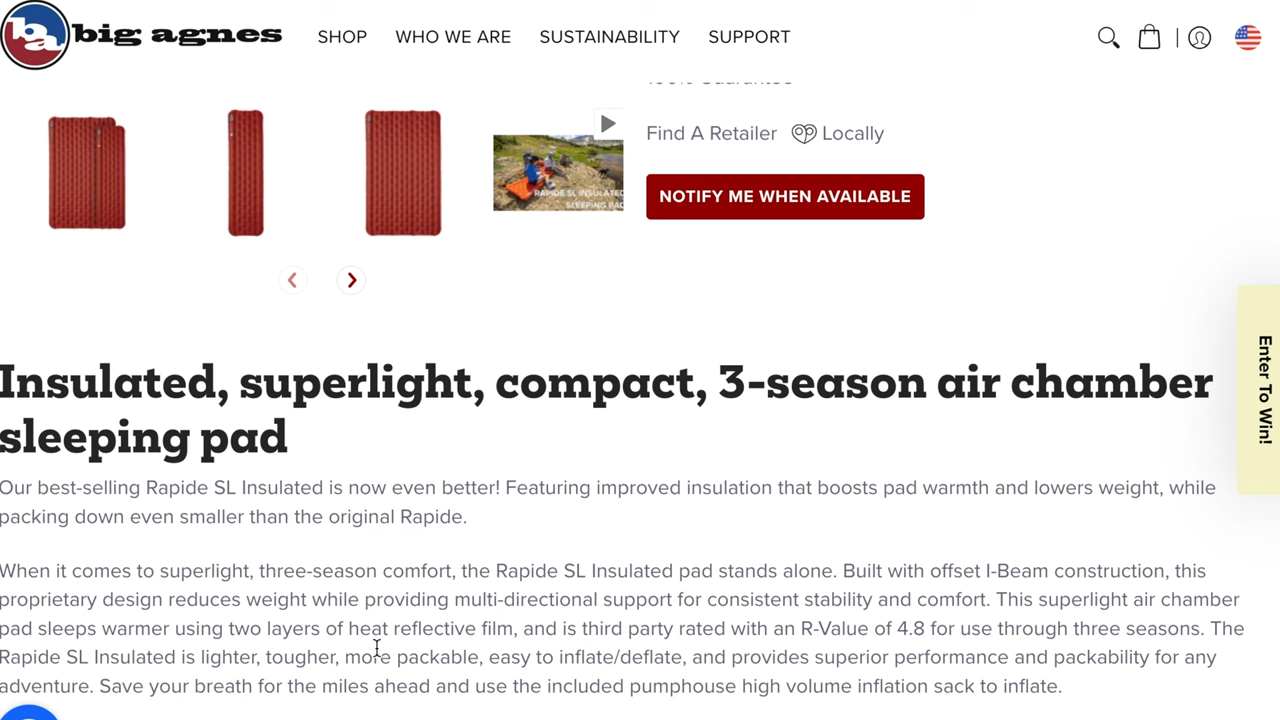 big agnes SHOP WHO WE ARE SUSTAINABILITY SUPPORT
Find A Retailer Locally
NOTIFY ME WHEN AVAILABLE
RAPIDE SL INSULATED
SLEEPING PAD
Enter To Win!
Insulated, superlight, compact, 3-season air chamber
sleeping pad
Our best-selling Rapide SL Insulated is now even better! Featuring improved insulation that boosts pad warmth and lowers weight, while
packing down even smaller than the original Rapide.
When it comes to superlight, three-season comfort, the Rapide SL Insulated pad stands alone. Built with offset I-Beam construction, this
proprietary design reduces weight while providing multi-directional support for consistent stability and comfort. This superlight air chamber
pad sleeps warmer using two layers of heat reflective film, and is third party rated with an R-Value of 4.8 for use through three seasons. The
Rapide SL Insulated is lighter, tougher, more packable, easy to inflate/deflate, and provides superior performance and packability for any
adventure. Save your breath for the miles ahead and use the included pumphouse high volume inflation sack to inflate.